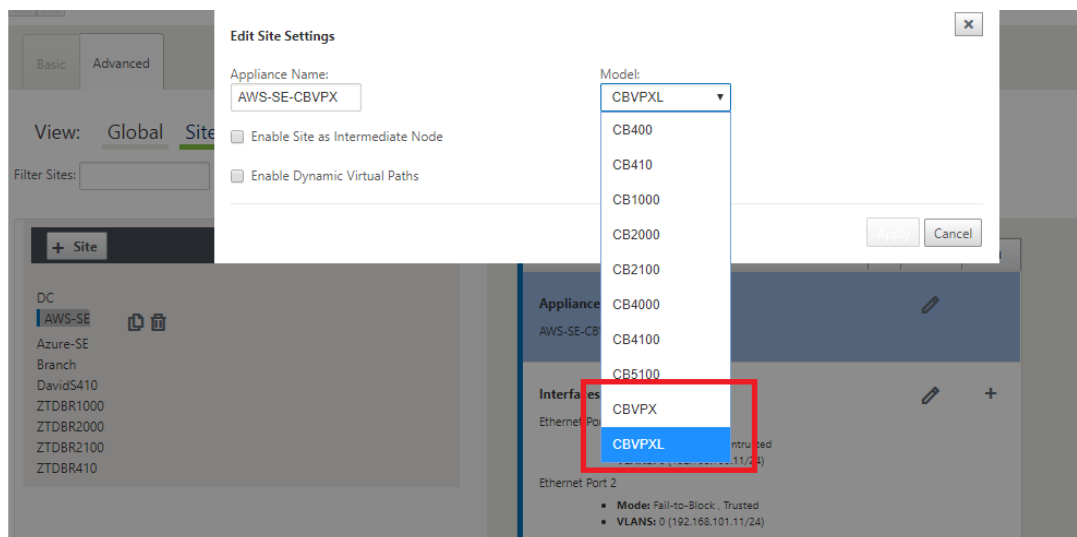 Edit Site Settings
×
Basic
Advanced
Appliance Name:
Model:
AWS-SE-CBVPX
CBVPXL
View: Global Site
Enable Site as Intermediate Node
CB400
CB410
Filter Sites:
Enable Dynamic Virtual Paths
CB1000
CB2000
Apply
Cancel
+ Site
CB2100
DC
AWS-SE
Azure-SE
Branch
DavidS410
ZTDBR1000
ZTDBR2000
ZTDBR2100
ZTDBR410
Appliance
CB4000
AWS-SE-CB
CB4100
CB5100
Interfaces
+
CBVPX
Ethernet Po
CBVPXL
ntrusted
11/24)
Ethernet Port 2
• Mode: Fail-to-Block , Trusted
• VLANS: 0 (192.168.101.11/24)